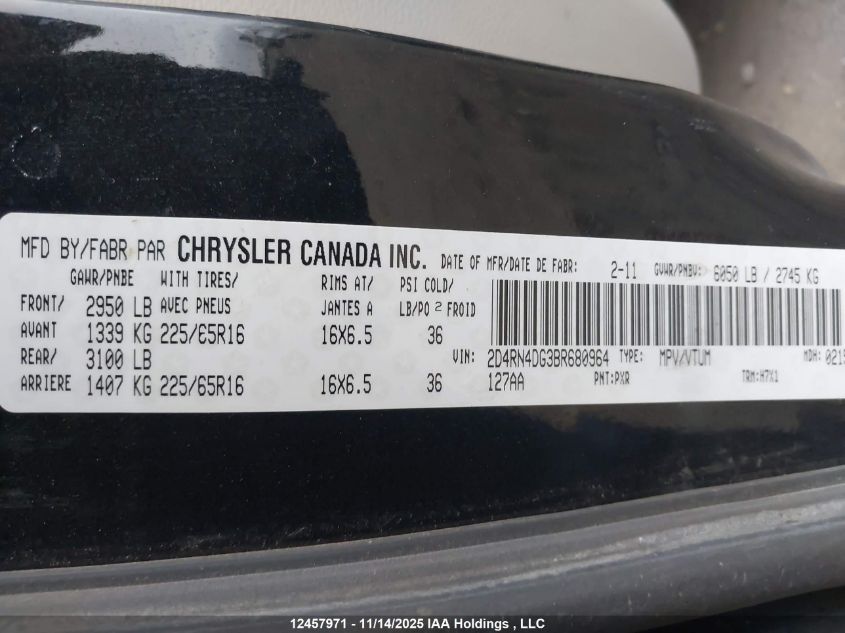 MFD BY/FABR PAR CHRYSLER CANADA INC. DATE OF MFR/DATE DE FABR: 2-11 GVWR/PNBV: 6050 LB / 2745 KG
GAWR/PNBE WITH TIRES/ RIMS AT/ PSI COLD/
FRONT/ 2950 LB AVEC PNEUS JANTES A LB/PO 2 FROID
AVANT 1339 KG 225/65R16 16X6.5 36
REAR/ 3100 LB VIN: 2D4RN4DG3BR680964 TYPE: MPV/VTUM MDH: 0215
ARRIERE 1407 KG 225/65R16 16X6.5 36 127AA PNT:PXR TRM:H7X1
12457971 - 11/14/2025 IAA Holdings , LLC